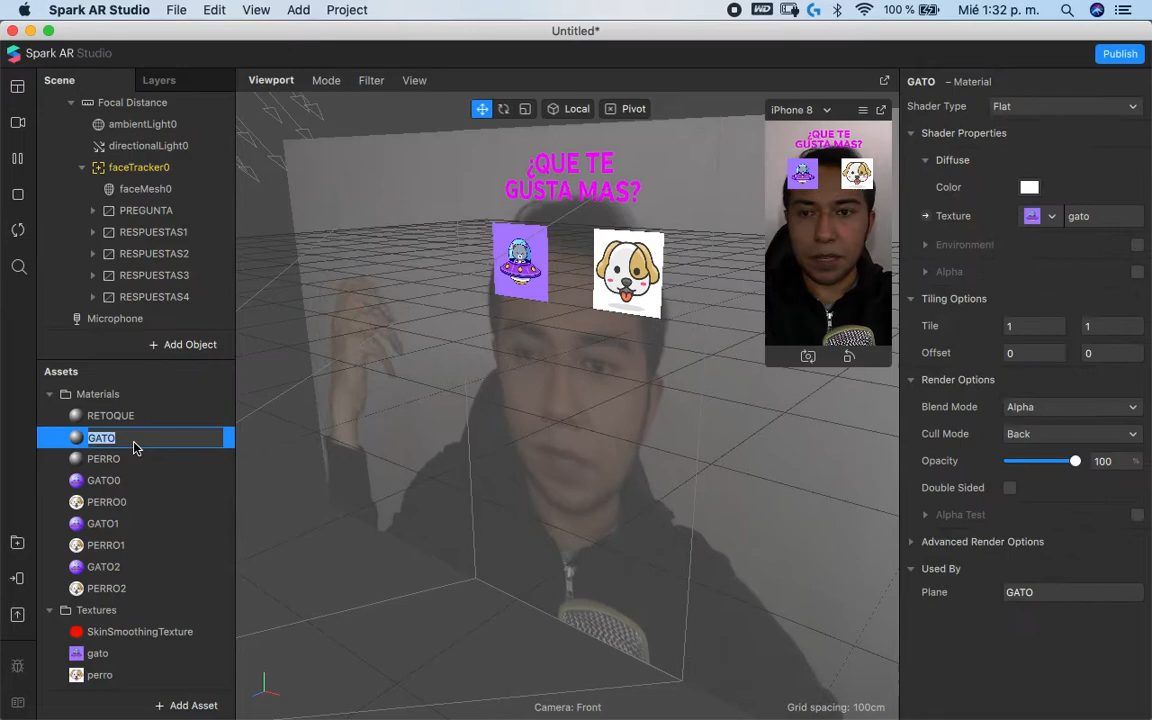 Spark AR Studio File Edit View Add Project 100 % Mié 1:32 p. m.
Untitled*
Spark AR Studio
Publish
Scene
Layers
Focal Distance
ambientLight0
directionalLight0
faceTracker0
faceMesh0
PREGUNTA
RESPUESTAS1
RESPUESTAS2
RESPUESTAS3
RESPUESTAS4
Microphone
Add Object
Assets
Materials
RETOQUE
GATO
PERRO
GATO0
PERRO0
GATO1
PERRO1
GATO2
PERRO2
Textures
SkinSmoothingTexture
gato
perro
Add Asset
Viewport Mode Filter View
Local Pivot
¿QUE TE
GUSTA MAS?
iPhone 8
¿QUE TE
GUSTA MAS?
Camera: Front
Grid spacing: 100cm
GATO – Material
Shader Type Flat
Shader Properties
Diffuse
Color
Texture gato
Environment
Alpha
Tiling Options
Tile 1 1
Offset 0 0
Render Options
Blend Mode Alpha
Cull Mode Back
Opacity 100 %
Double Sided
Alpha Test
Advanced Render Options
Used By
Plane GATO